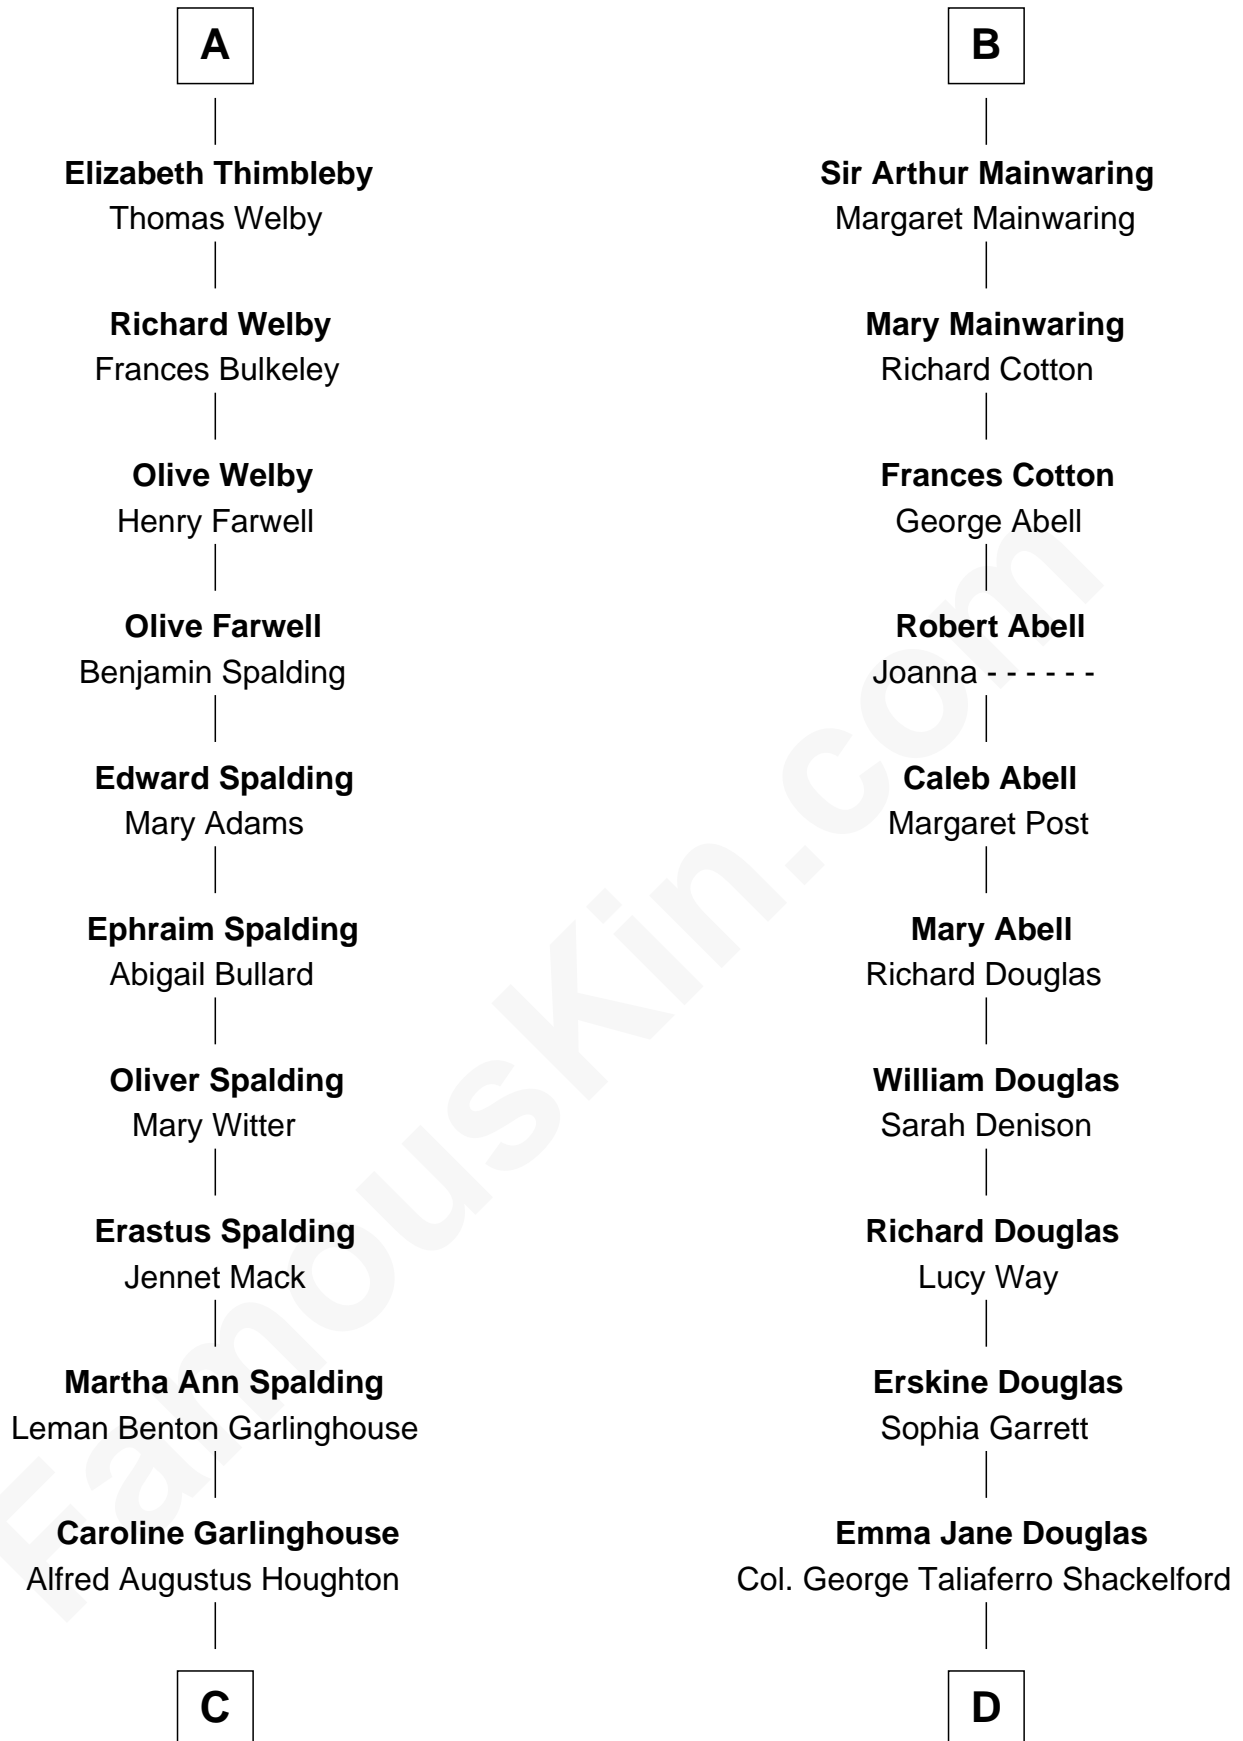 A
Elizabeth Thimbleby
Thomas Welby
Richard Welby
Frances Bulkeley
Olive Welby
Henry Farwell
Olive Farwell
Benjamin Spalding
Edward Spalding
Mary Adams
Ephraim Spalding
Abigail Bullard
Oliver Spalding
Mary Witter
Erastus Spalding
Jennet Mack
Martha Ann Spalding
Leman Benton Garlinghouse
Caroline Garlinghouse
Alfred Augustus Houghton
C
B
Sir Arthur Mainwaring
Margaret Mainwaring
Mary Mainwaring
Richard Cotton
Frances Cotton
George Abell
Robert Abell
Joanna - - - - - -
Caleb Abell
Margaret Post
Mary Abell
Richard Douglas
William Douglas
Sarah Denison
Richard Douglas
Lucy Way
Erskine Douglas
Sophia Garrett
Emma Jane Douglas
Col. George Taliaferro Shackelford
D
FamousKin.com